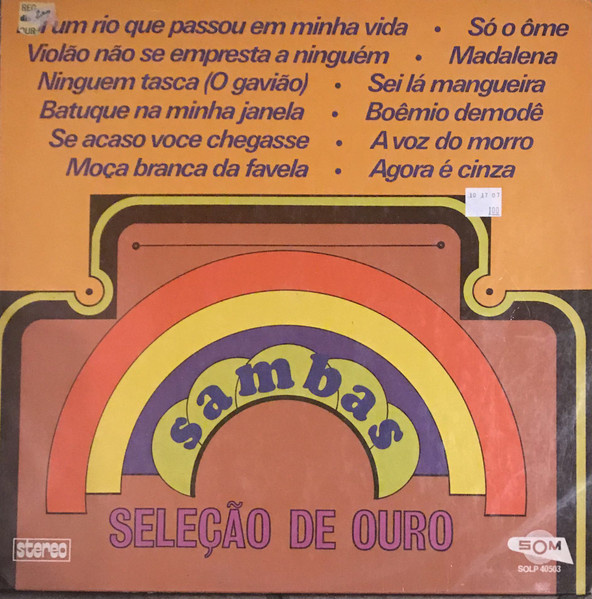 um rio que passou em minha vida • Só o ôme
Violão não se empresta a ninguém • Madalena
Ninguem tasca (O gavião) • Sei lá mangueira
Batuque na minha janela • Boêmio demodê
Se acaso voce chegasse • A voz do morro
Moça branca da favela • Agora é cinza
sambas
SELEÇÃO DE OURO
stereo
SOM
SOLP 40503